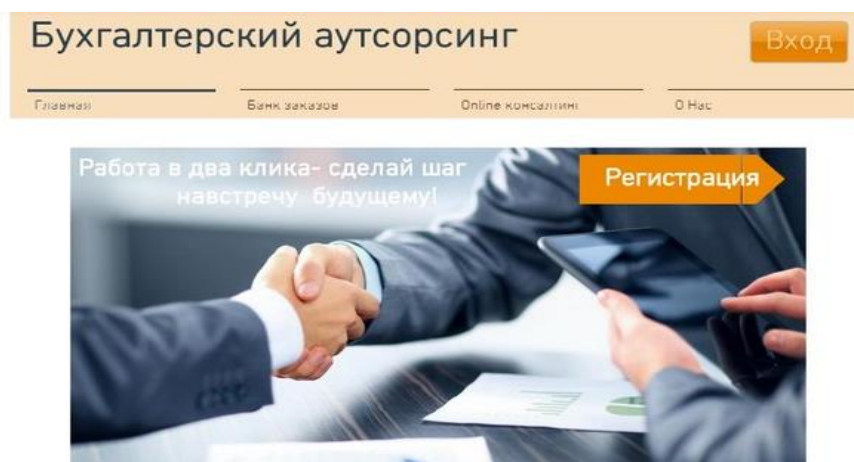 Бухгалтерский аутсорсинг
Вход
Главная
Банк заказов
Online консалтинг
О Нас
Работа в два клика- сделай шаг
навстречу будущему!
Регистрация